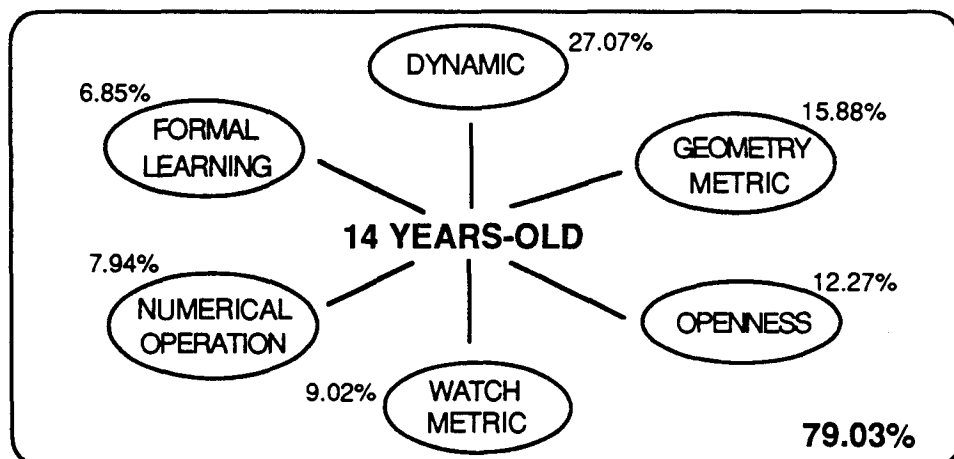 27.07%
DYNAMIC
6.85%
FORMAL
LEARNING
15.88%
GEOMETRY
METRIC
14 YEARS-OLD
7.94%
NUMERICAL
OPERATION
12.27%
OPENNESS
9.02%
WATCH
METRIC
79.03%